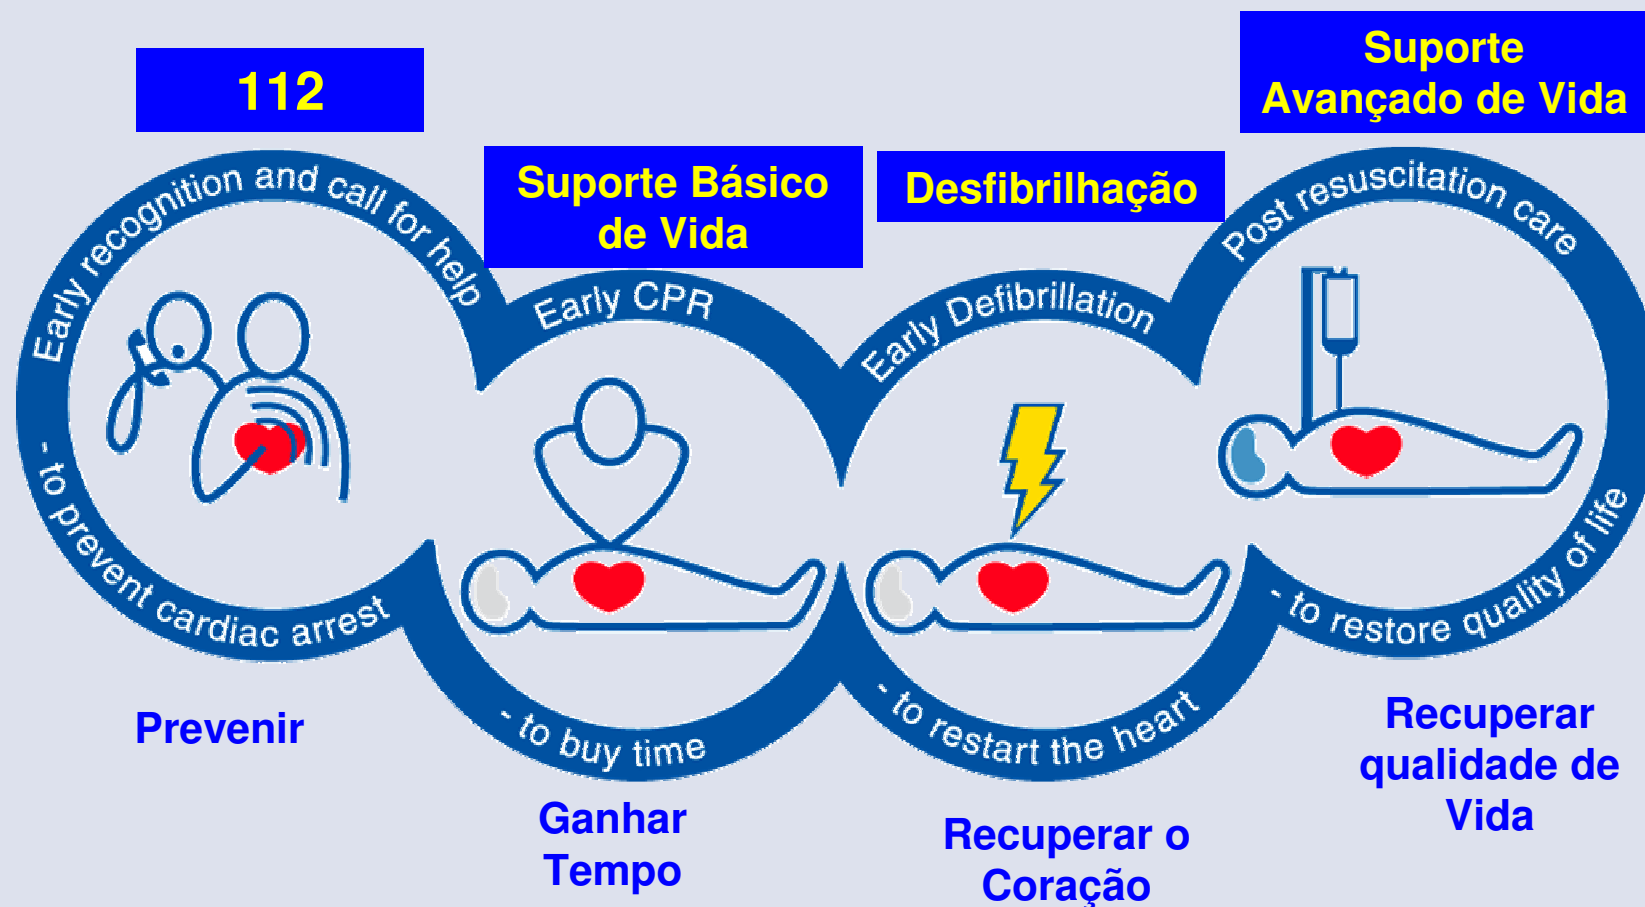 112
Early recognition and call for help
- to prevent cardiac arrest
Prevenir
Suporte Básico
de Vida
Early CPR
- to buy time
Ganhar
Tempo
Desfibrilhação
Early Defibrillation
- to restart the heart
Recuperar o
Coração
Suporte
Avançado de Vida
Post resuscitation care
- to restore quality of life
Recuperar
qualidade de
Vida